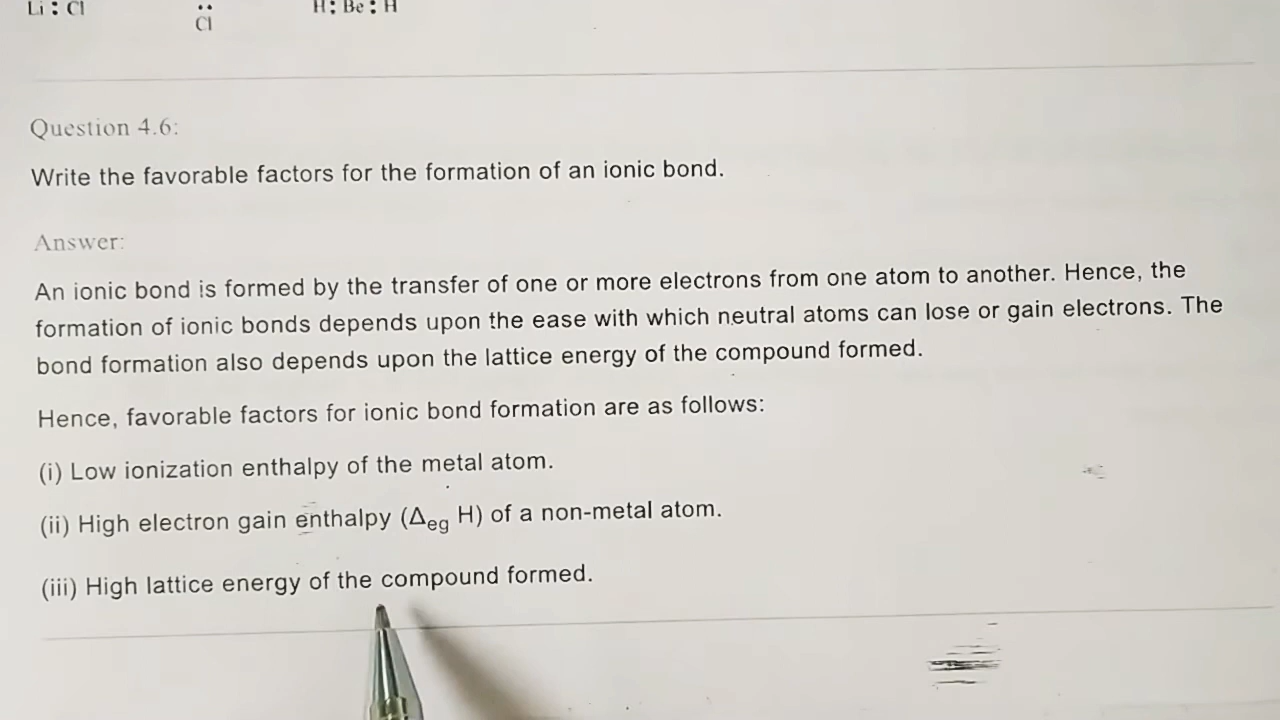 Li : Cl
Cl
H : Be : H
Question 4.6:
Write the favorable factors for the formation of an ionic bond.
Answer:
An ionic bond is formed by the transfer of one or more electrons from one atom to another. Hence, the
formation of ionic bonds depends upon the ease with which neutral atoms can lose or gain electrons. The
bond formation also depends upon the lattice energy of the compound formed.
Hence, favorable factors for ionic bond formation are as follows:
(i) Low ionization enthalpy of the metal atom.
(ii) High electron gain enthalpy (Δeg H) of a non-metal atom.
(iii) High lattice energy of the compound formed.